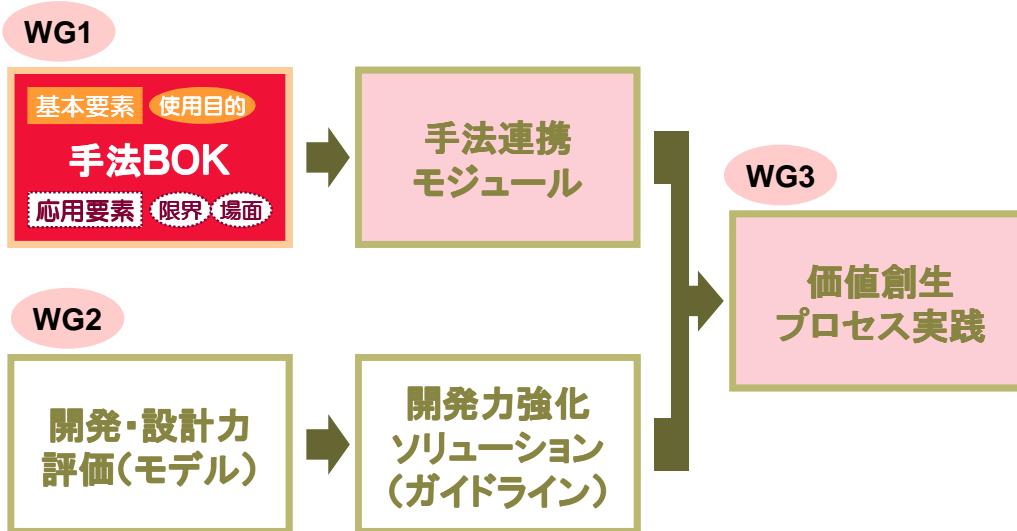 WG1
基本要素 使用目的
手法BOK
応用要素 限界 場面
手法連携
モジュール
WG2
開発・設計力
評価(モデル)
開発力強化
ソリューション
(ガイドライン)
WG3
価値創生
プロセス実践